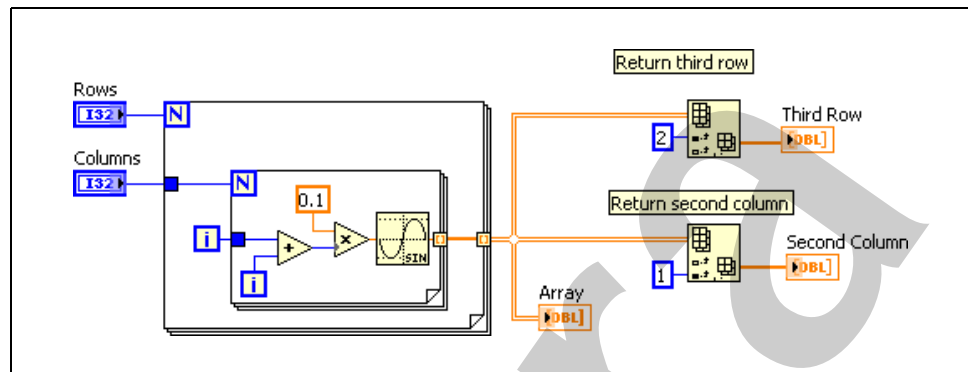 Return third row
Rows
I32
N
Third Row
2
DBL]
Columns
I32
N
0.1
Return second column
i
+
x
SIN
Second Column
1
DBL]
i
Array
DBL]